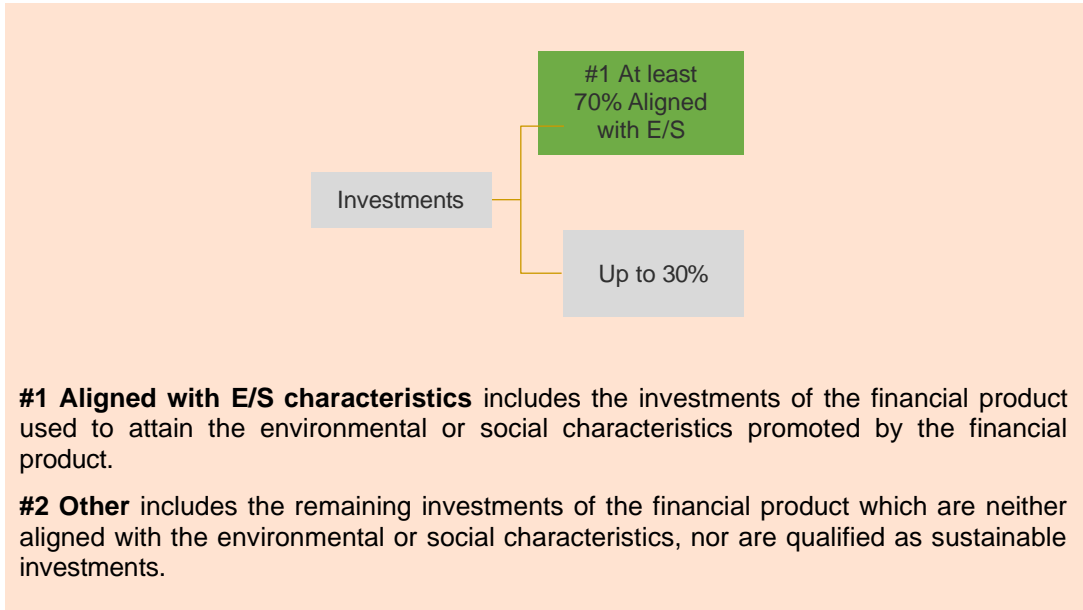 #1 At least
70% Aligned
with E/S
Investments
Up to 30%
#1 Aligned with E/S characteristics includes the investments of the financial product
used to attain the environmental or social characteristics promoted by the financial
product.
#2 Other includes the remaining investments of the financial product which are neither
aligned with the environmental or social characteristics, nor are qualified as sustainable
investments.